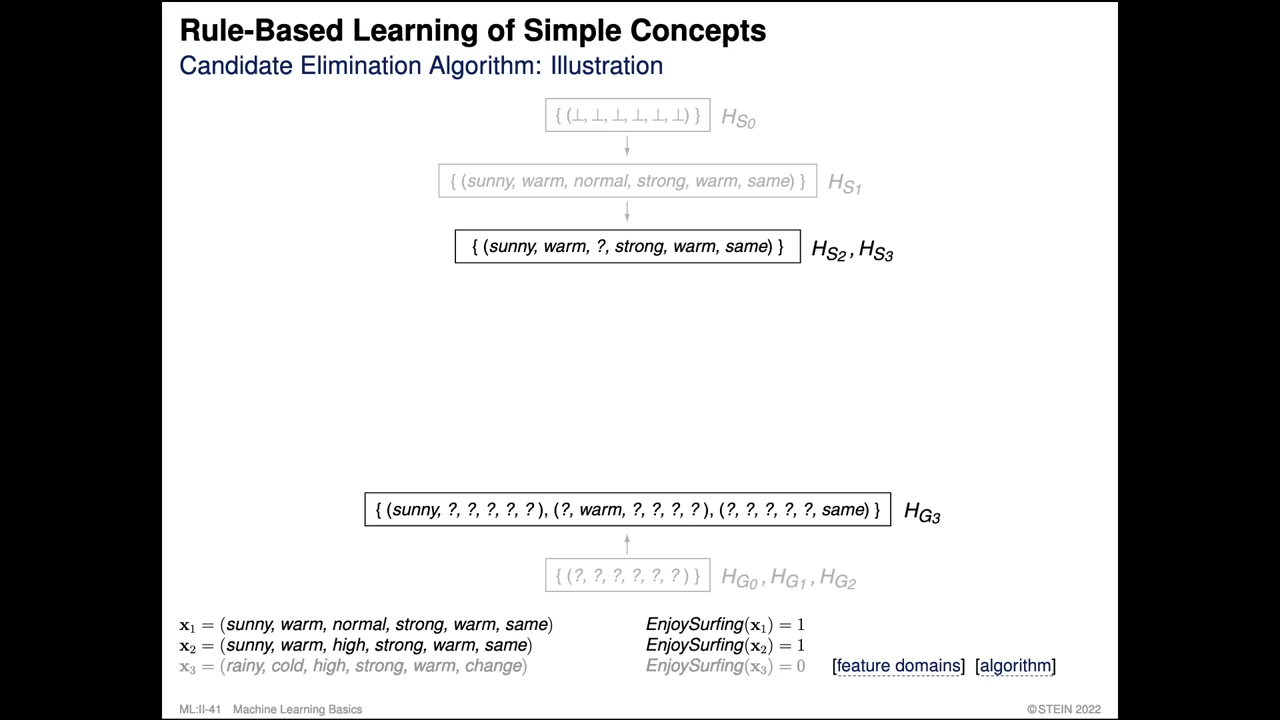 Rule-Based Learning of Simple Concepts
Candidate Elimination Algorithm: Illustration
{ (⊥, ⊥, ⊥, ⊥, ⊥, ⊥) } H_S0
{ (sunny, warm, normal, strong, warm, same) } H_S1
{ (sunny, warm, ?, strong, warm, same) } H_S2, H_S3
{ (sunny, ?, ?, ?, ?, ?), (?, warm, ?, ?, ?, ?), (?, ?, ?, ?, ?, same) } H_G3
{ (?, ?, ?, ?, ?, ?) } H_G0, H_G1, H_G2
x₁ = (sunny, warm, normal, strong, warm, same) EnjoySurfing(x₁) = 1
x₂ = (sunny, warm, high, strong, warm, same) EnjoySurfing(x₂) = 1
x₃ = (rainy, cold, high, strong, warm, change) EnjoySurfing(x₃) = 0 [feature domains] [algorithm]
ML:II-41 Machine Learning Basics ©STEIN 2022